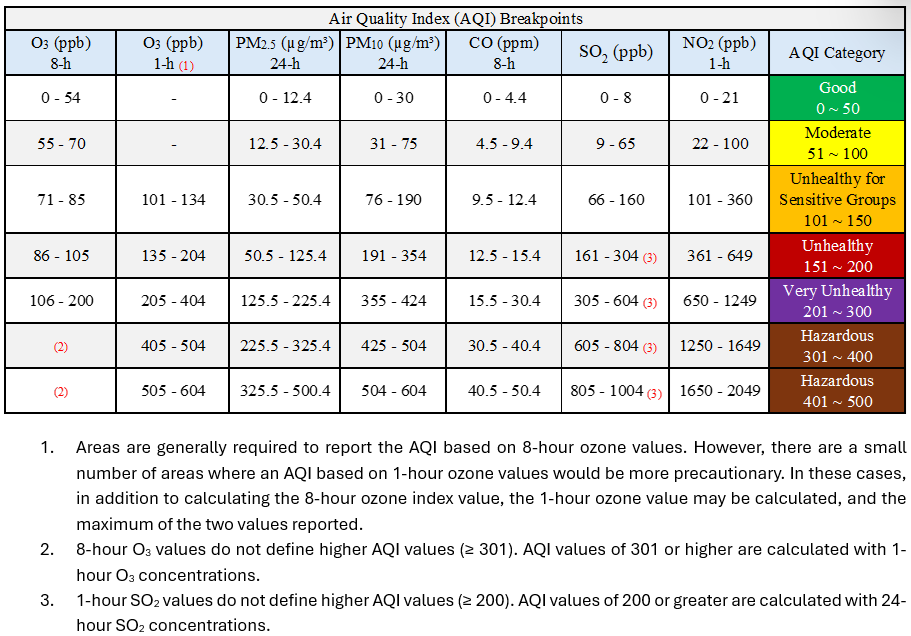 Air Quality Index (AQI) Breakpoints
O₃ (ppb) 8-h | O₃ (ppb) 1-h (1) | PM₂.₅ (µg/m³) 24-h | PM₁₀ (µg/m³) 24-h | CO (ppm) 8-h | SO₂ (ppb) | NO₂ (ppb) 1-h | AQI Category
0 - 54 | - | 0 - 12.4 | 0 - 30 | 0 - 4.4 | 0 - 8 | 0 - 21 | Good 0 ~ 50
55 - 70 | - | 12.5 - 30.4 | 31 - 75 | 4.5 - 9.4 | 9 - 65 | 22 - 100 | Moderate 51 ~ 100
71 - 85 | 101 - 134 | 30.5 - 50.4 | 76 - 190 | 9.5 - 12.4 | 66 - 160 | 101 - 360 | Unhealthy for Sensitive Groups 101 ~ 150
86 - 105 | 135 - 204 | 50.5 - 125.4 | 191 - 354 | 12.5 - 15.4 | 161 - 304 (3) | 361 - 649 | Unhealthy 151 ~ 200
106 - 200 | 205 - 404 | 125.5 - 225.4 | 355 - 424 | 15.5 - 30.4 | 305 - 604 (3) | 650 - 1249 | Very Unhealthy 201 ~ 300
(2) | 405 - 504 | 225.5 - 325.4 | 425 - 504 | 30.5 - 40.4 | 605 - 804 (3) | 1250 - 1649 | Hazardous 301 ~ 400
(2) | 505 - 604 | 325.5 - 500.4 | 504 - 604 | 40.5 - 50.4 | 805 - 1004 (3) | 1650 - 2049 | Hazardous 401 ~ 500
1. Areas are generally required to report the AQI based on 8-hour ozone values. However, there are a small
number of areas where an AQI based on 1-hour ozone values would be more precautionary. In these cases,
in addition to calculating the 8-hour ozone index value, the 1-hour ozone value may be calculated, and the
maximum of the two values reported.
2. 8-hour O₃ values do not define higher AQI values (≥ 301). AQI values of 301 or higher are calculated with 1-
hour O₃ concentrations.
3. 1-hour SO₂ values do not define higher AQI values (≥ 200). AQI values of 200 or greater are calculated with 24-
hour SO₂ concentrations.